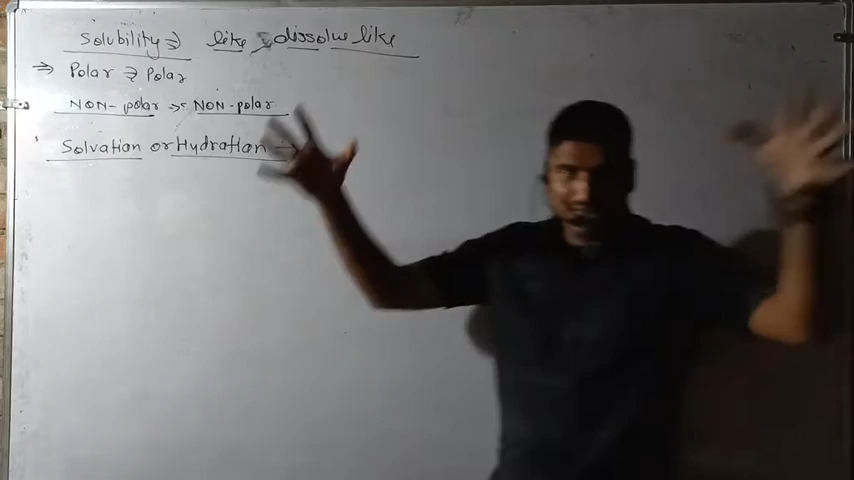 Solubility ⇒ like dissolve like
⇒ Polar ⇒ Polar
NON-polar → NON-polar
Solvation or Hydration →